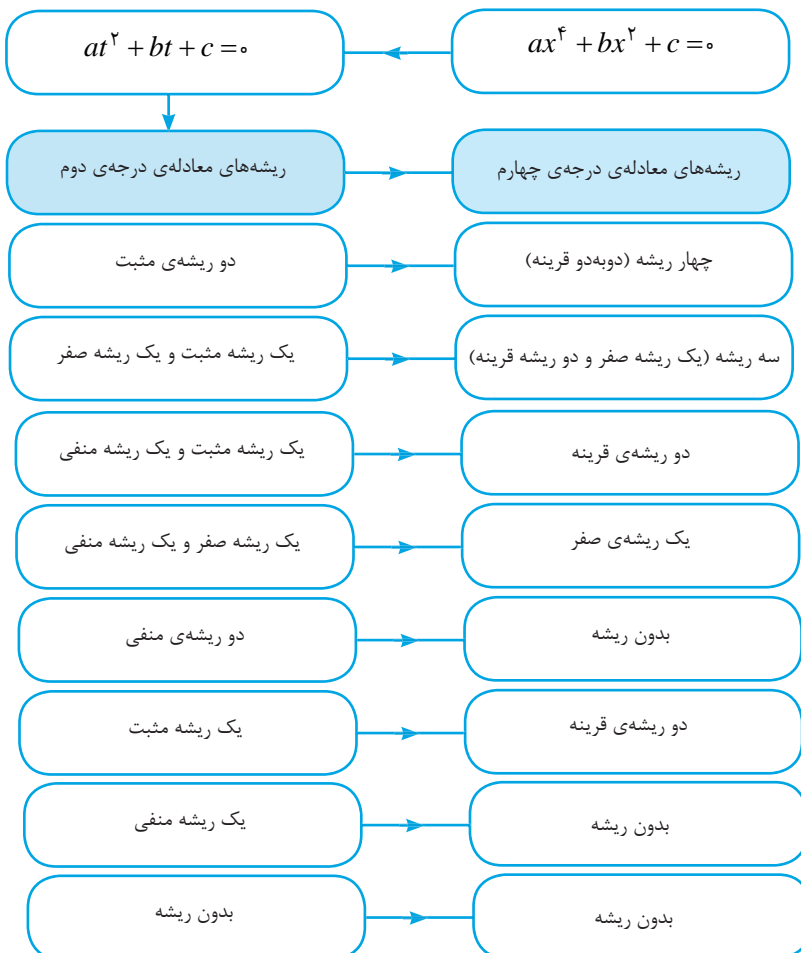 ax⁴ + bx² + c = ۰
at² + bt + c = ۰
ریشه‌های معادله‌ی درجه‌ی چهارم
ریشه‌های معادله‌ی درجه‌ی دوم
چهار ریشه (دوبه‌دو قرینه)
دو ریشه‌ی مثبت
سه ریشه (یک ریشه صفر و دو ریشه قرینه)
یک ریشه مثبت و یک ریشه صفر
دو ریشه‌ی قرینه
یک ریشه مثبت و یک ریشه منفی
یک ریشه‌ی صفر
یک ریشه صفر و یک ریشه منفی
بدون ریشه
دو ریشه‌ی منفی
دو ریشه‌ی قرینه
یک ریشه مثبت
بدون ریشه
یک ریشه منفی
بدون ریشه
بدون ریشه